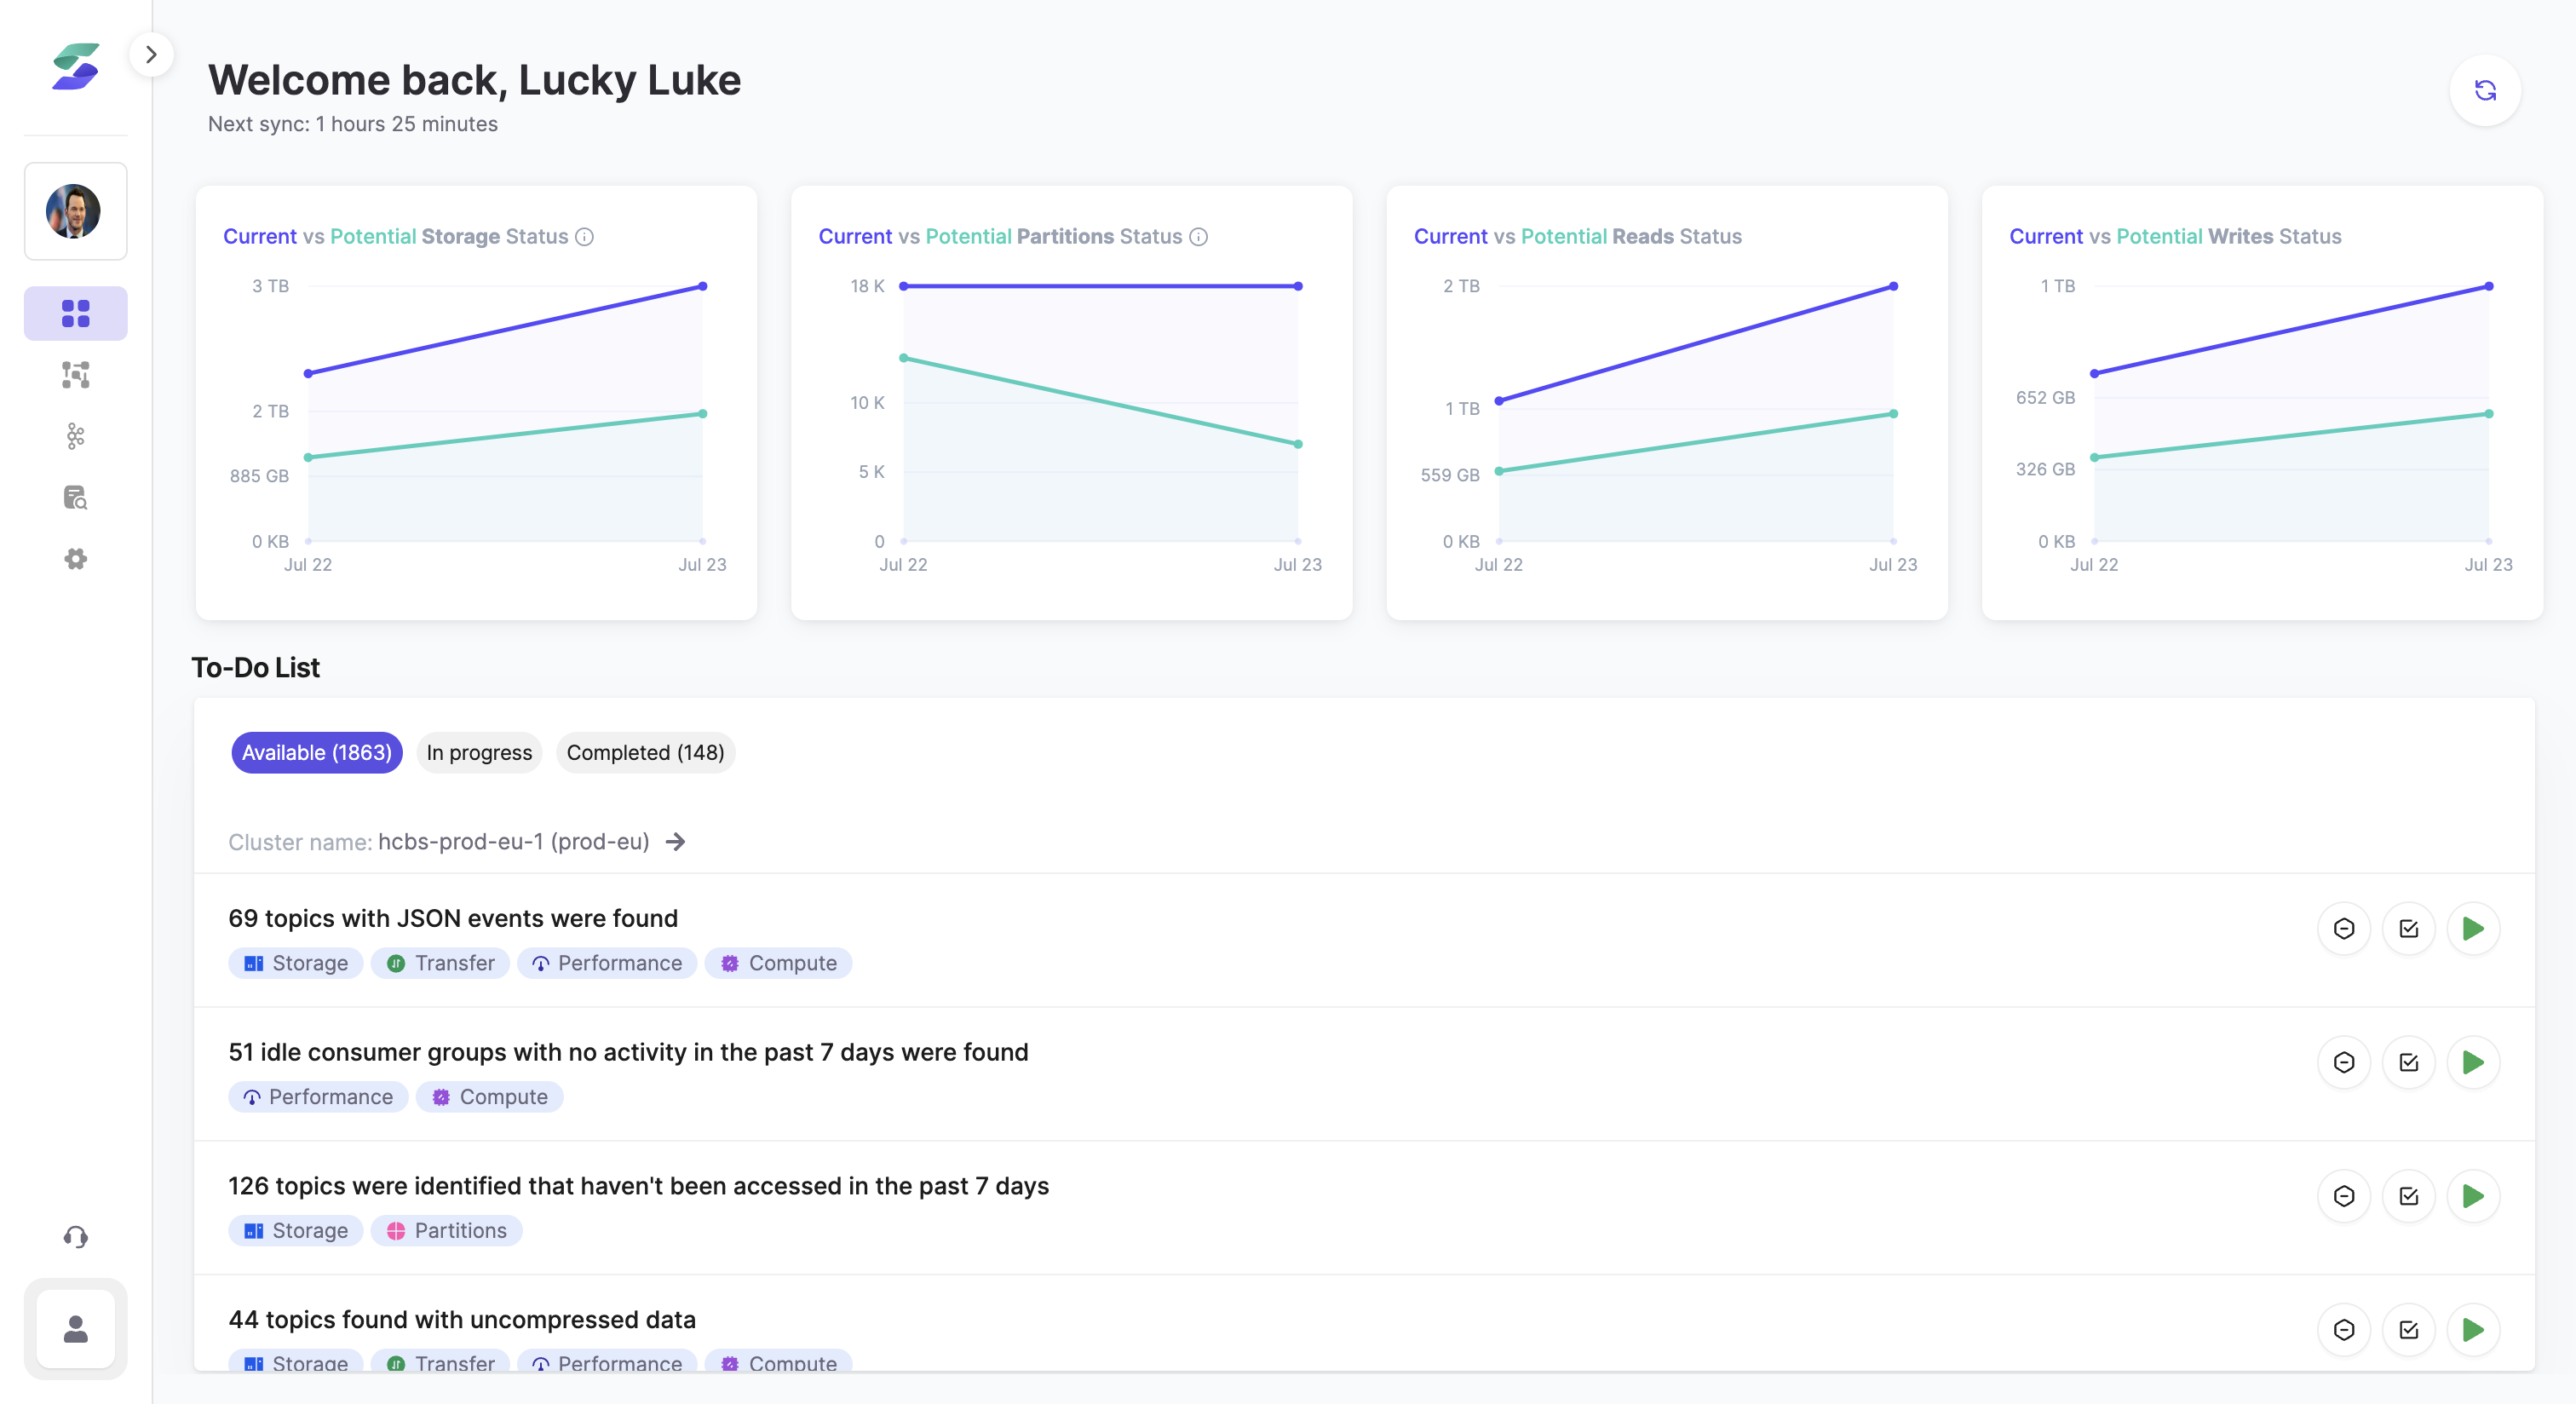 Welcome back, Lucky Luke
Next sync: 1 hours 25 minutes
Current vs Potential Storage Status
3 TB
2 TB
885 GB
0 KB
Jul 22
Jul 23
Current vs Potential Partitions Status
18 K
10 K
5 K
0
Jul 22
Jul 23
Current vs Potential Reads Status
2 TB
1 TB
559 GB
0 KB
Jul 22
Jul 23
Current vs Potential Writes Status
1 TB
652 GB
326 GB
0 KB
Jul 22
Jul 23
To-Do List
Available (1863) In progress Completed (148)
Cluster name: hcbs-prod-eu-1 (prod-eu)
69 topics with JSON events were found
Storage Transfer Performance Compute
51 idle consumer groups with no activity in the past 7 days were found
Performance Compute
126 topics were identified that haven't been accessed in the past 7 days
Storage Partitions
44 topics found with uncompressed data
Storage Transfer Performance Compute